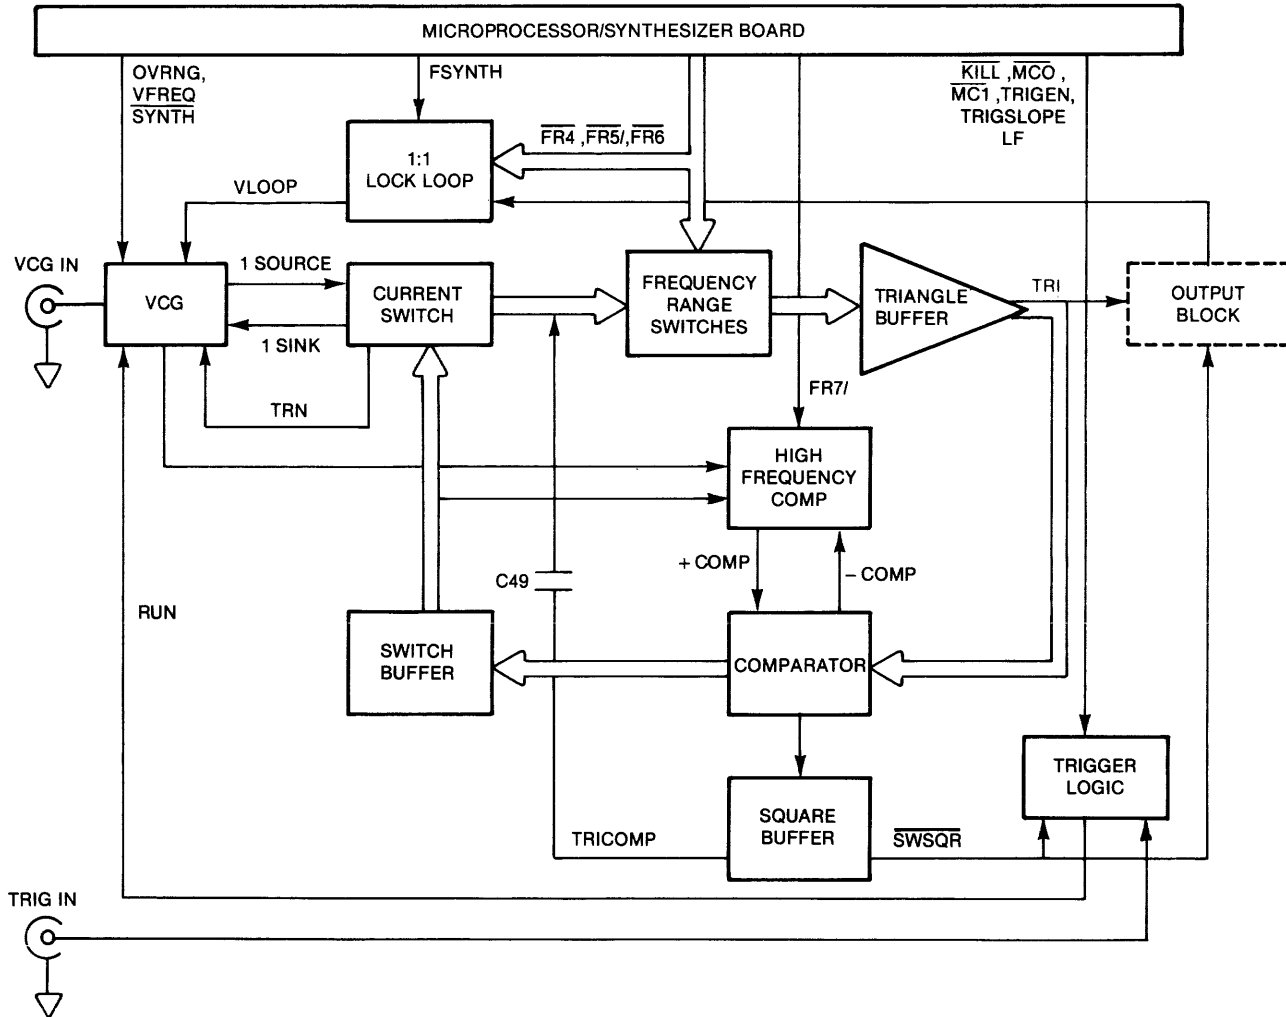 MICROPROCESSOR/SYNTHESIZER BOARD
OVRNG,
VFREQ
SYNTH
FSYNTH
KILL ,MCO ,
MC1 ,TRIGEN,
TRIGSLOPE
LF
FR4 ,FR5/,FR6
1:1
LOCK LOOP
VLOOP
VCG IN
VCG
1 SOURCE
1 SINK
CURRENT
SWITCH
FREQUENCY
RANGE
SWITCHES
TRIANGLE
BUFFER
TRI
OUTPUT
BLOCK
TRN
FR7/
HIGH
FREQUENCY
COMP
+ COMP
– COMP
C49
RUN
SWITCH
BUFFER
COMPARATOR
TRIGGER
LOGIC
SQUARE
BUFFER
TRICOMP
SWSQR
TRIG IN